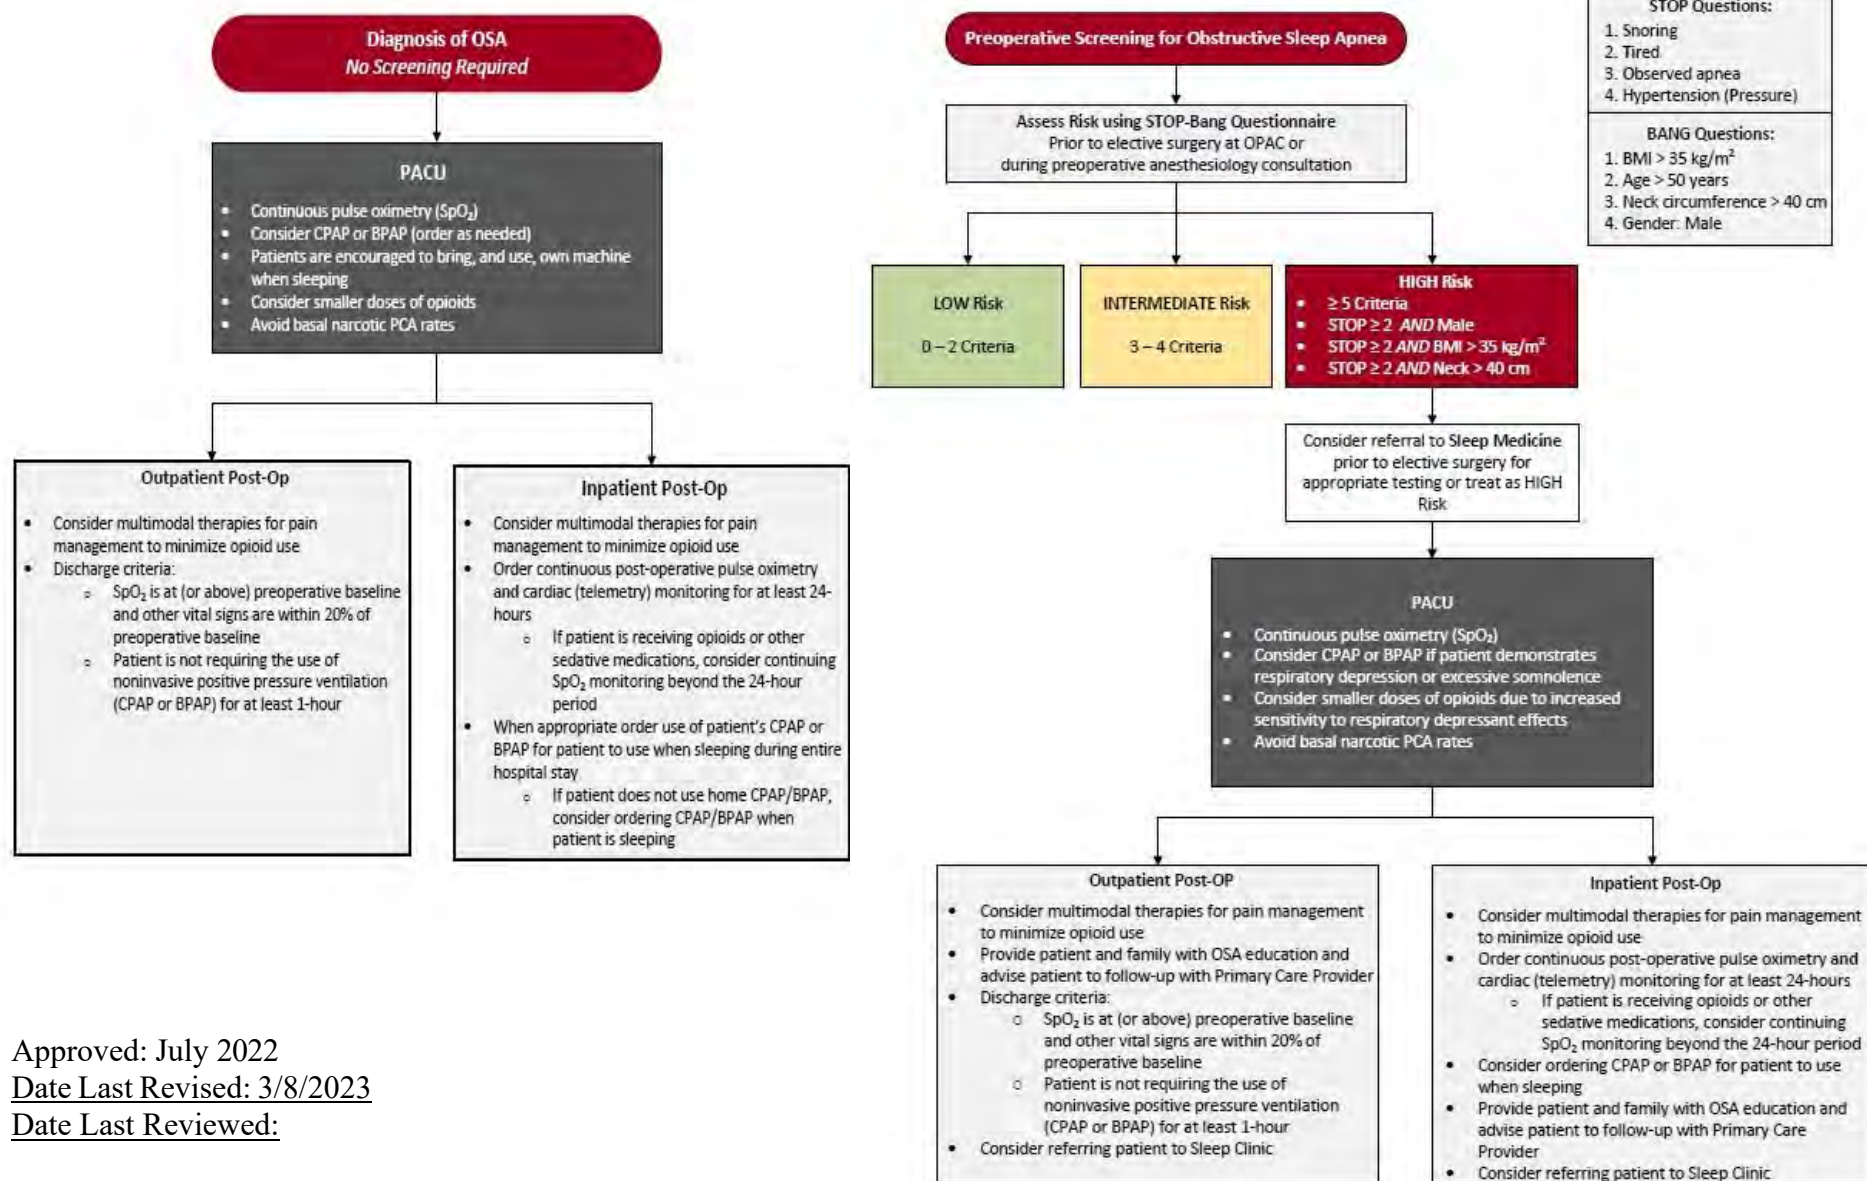 Diagnosis of OSA
No Screening Required
PACU
• Continuous pulse oximetry (SpO₂)
• Consider CPAP or BPAP (order as needed)
• Patients are encouraged to bring, and use, own machine
when sleeping
• Consider smaller doses of opioids
• Avoid basal narcotic PCA rates
Outpatient Post-Op
• Consider multimodal therapies for pain
management to minimize opioid use
• Discharge criteria:
o SpO₂ is at (or above) preoperative baseline
and other vital signs are within 20% of
preoperative baseline
o Patient is not requiring the use of
noninvasive positive pressure ventilation
(CPAP or BPAP) for at least 1-hour
Inpatient Post-Op
• Consider multimodal therapies for pain
management to minimize opioid use
• Order continuous post-operative pulse oximetry
and cardiac (telemetry) monitoring for at least 24-
hours
o If patient is receiving opioids or other
sedative medications, consider continuing
SpO₂ monitoring beyond the 24-hour
period
• When appropriate order use of patient's CPAP or
BPAP for patient to use when sleeping during entire
hospital stay
o If patient does not use home CPAP/BPAP,
consider ordering CPAP/BPAP when
patient is sleeping
Preoperative Screening for Obstructive Sleep Apnea
Assess Risk using STOP-Bang Questionnaire
Prior to elective surgery at OPAC or
during preoperative anesthesiology consultation
STOP Questions:
1. Snoring
2. Tired
3. Observed apnea
4. Hypertension (Pressure)
BANG Questions:
1. BMI > 35 kg/m²
2. Age > 50 years
3. Neck circumference > 40 cm
4. Gender: Male
LOW Risk
0 – 2 Criteria
INTERMEDIATE Risk
3 – 4 Criteria
HIGH Risk
• ≥ 5 Criteria
• STOP ≥ 2 AND Male
• STOP ≥ 2 AND BMI > 35 kg/m²
• STOP ≥ 2 AND Neck > 40 cm
Consider referral to Sleep Medicine
prior to elective surgery for
appropriate testing or treat as HIGH
Risk
PACU
• Continuous pulse oximetry (SpO₂)
• Consider CPAP or BPAP if patient demonstrates
respiratory depression or excessive somnolence
• Consider smaller doses of opioids due to increased
sensitivity to respiratory depressant effects
• Avoid basal narcotic PCA rates
Outpatient Post-OP
• Consider multimodal therapies for pain management
to minimize opioid use
• Provide patient and family with OSA education and
advise patient to follow-up with Primary Care Provider
• Discharge criteria:
o SpO₂ is at (or above) preoperative baseline
and other vital signs are within 20% of
preoperative baseline
o Patient is not requiring the use of
noninvasive positive pressure ventilation
(CPAP or BPAP) for at least 1-hour
• Consider referring patient to Sleep Clinic
Inpatient Post-Op
• Consider multimodal therapies for pain management
to minimize opioid use
• Order continuous post-operative pulse oximetry and
cardiac (telemetry) monitoring for at least 24-hours
o If patient is receiving opioids or other
sedative medications, consider continuing
SpO₂ monitoring beyond the 24-hour period
• Consider ordering CPAP or BPAP for patient to use
when sleeping
• Provide patient and family with OSA education and
advise patient to follow-up with Primary Care
Provider
• Consider referring patient to Sleep Clinic
Approved: July 2022
Date Last Revised: 3/8/2023
Date Last Reviewed: